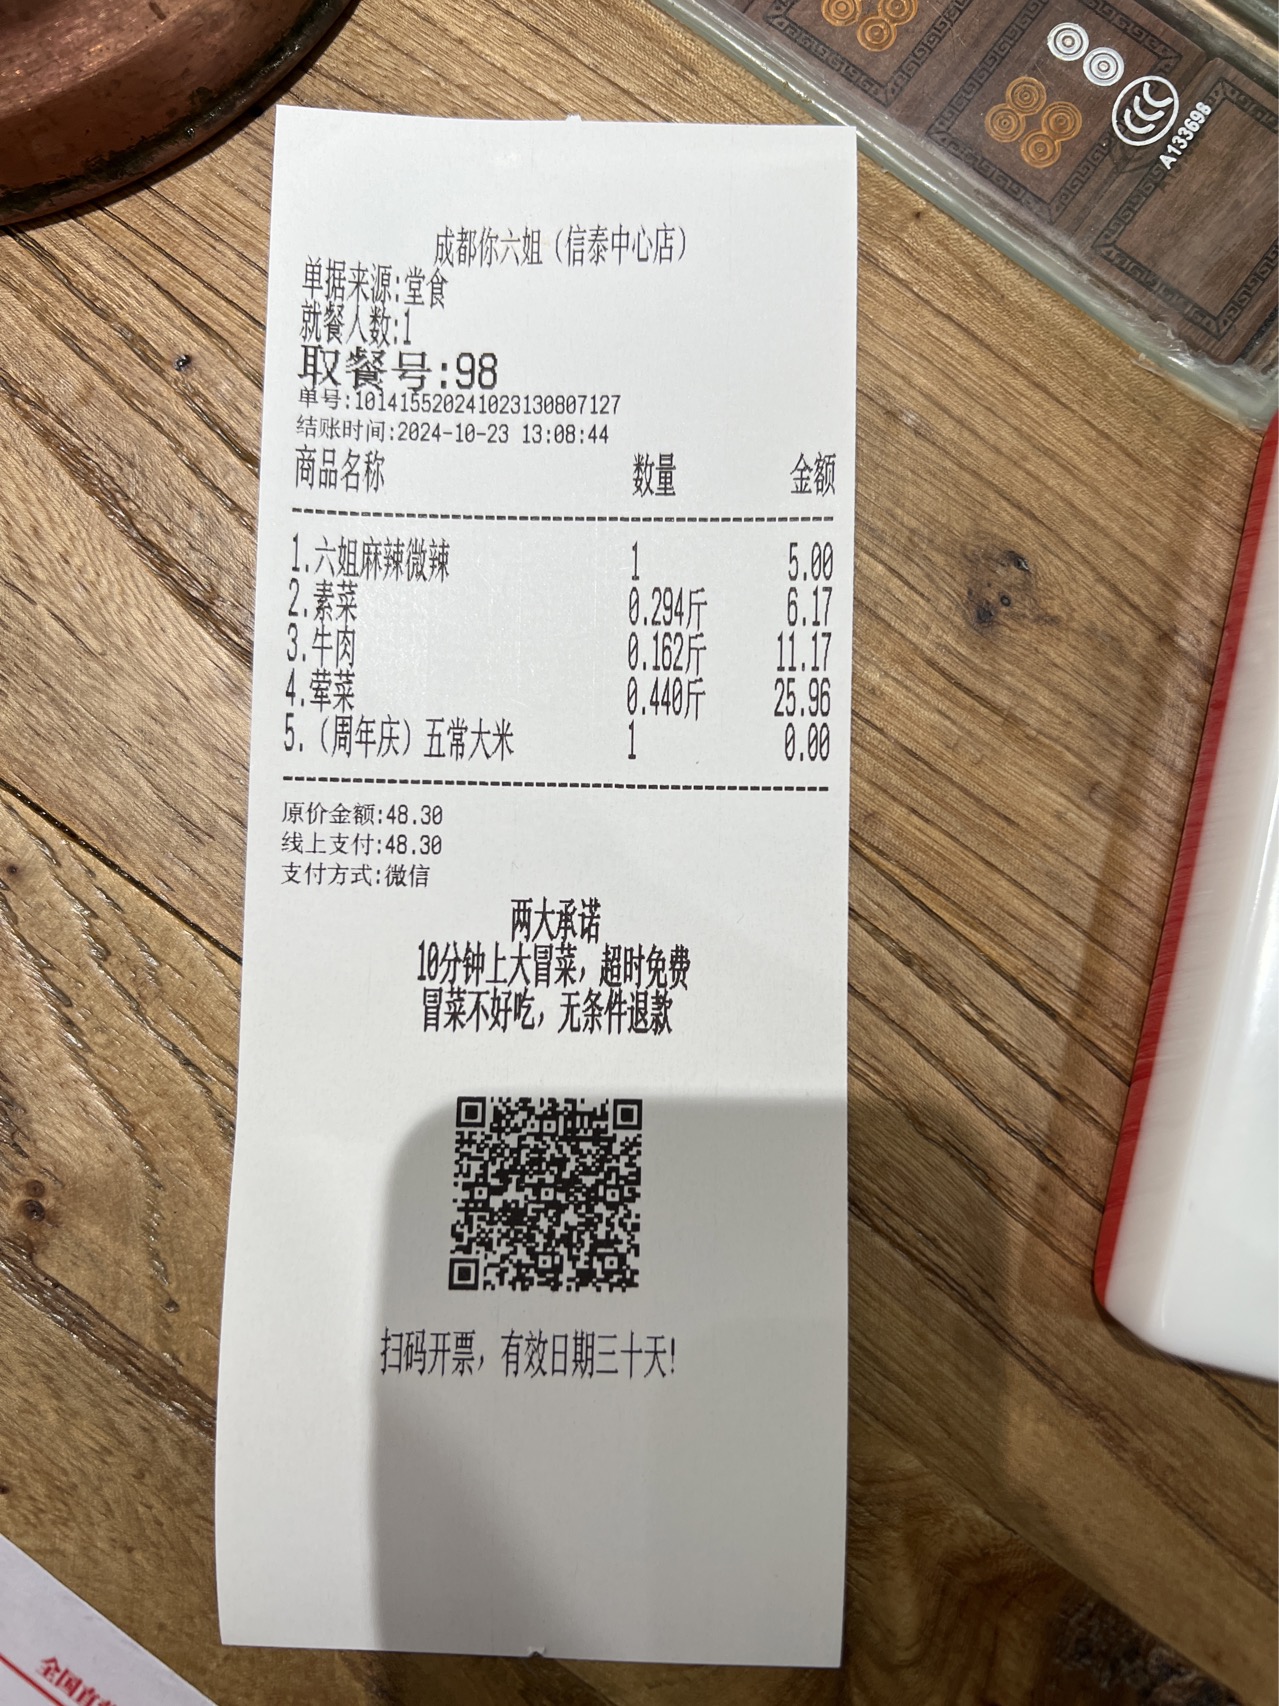 A133698
成都你六姐（信泰中心店）
单据来源:堂食
就餐人数:1
取餐号:98
单号:10141552024102313080​7127
结账时间:2024-10-23 13:08:44
商品名称 数量 金额
1.六姐麻辣微辣 1 5.00
2.素菜 0.294斤 6.17
3.牛肉 0.162斤 11.17
4.荤菜 0.440斤 25.96
5.（周年庆）五常大米 1 0.00
原价金额:48.30
线上支付:48.30
支付方式:微信
两大承诺
10分钟上大冒菜，超时免费
冒菜不好吃，无条件退款
扫码开票，有效日期三十天!
全国直